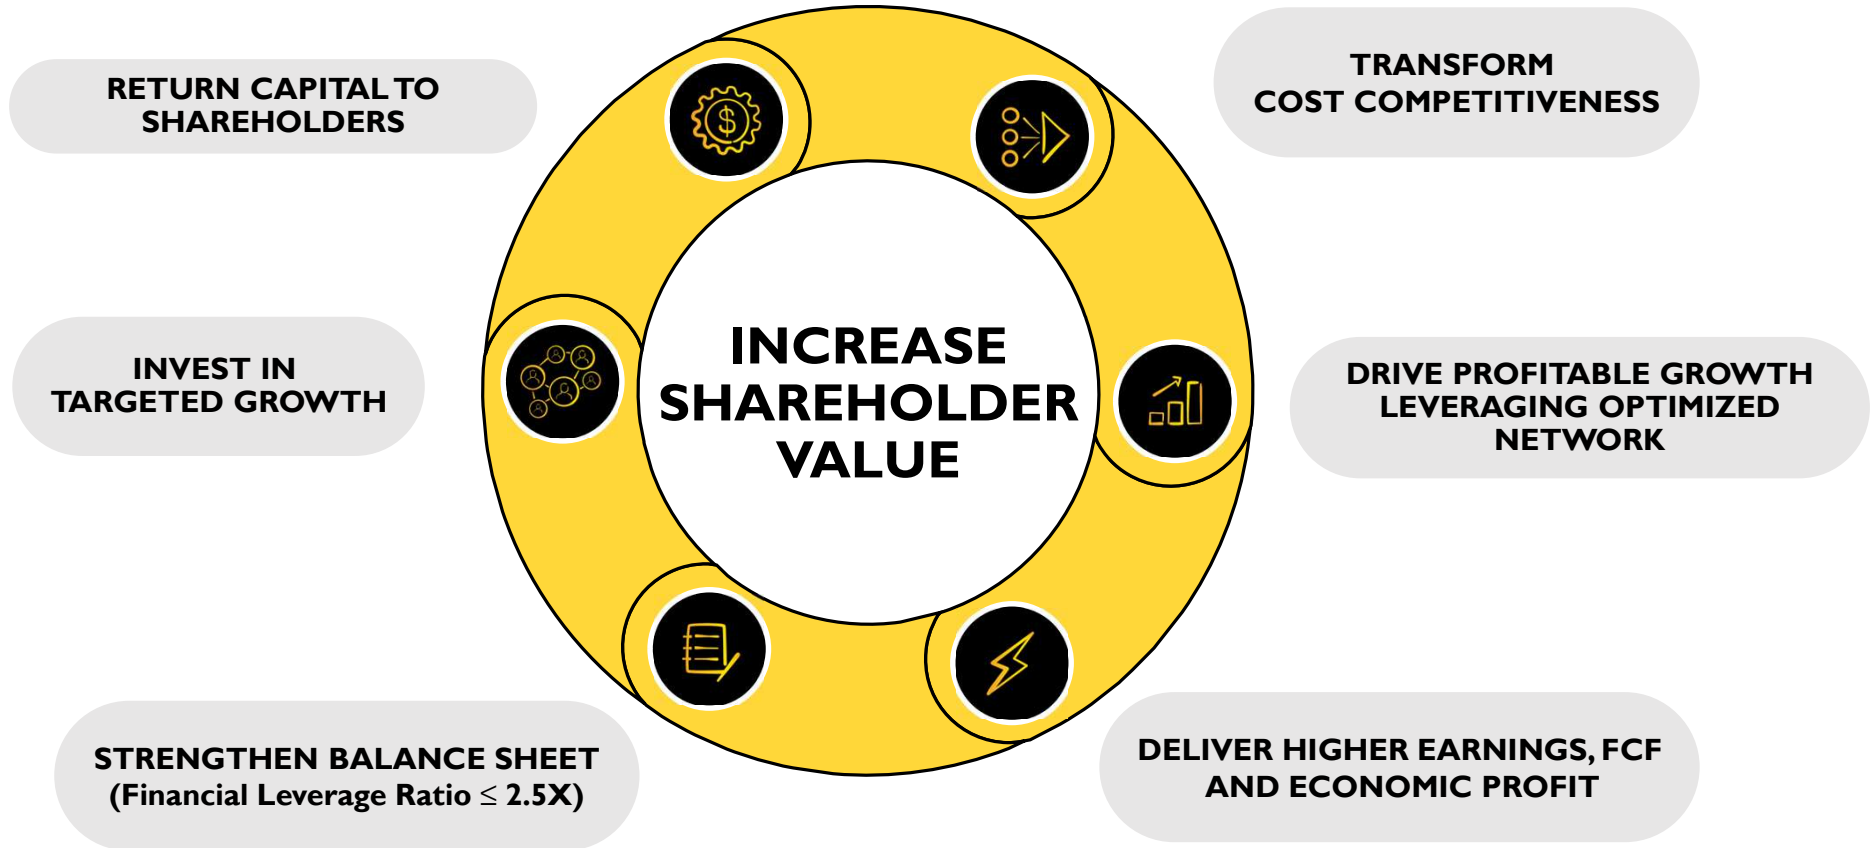 RETURN CAPITAL TO
SHAREHOLDERS
TRANSFORM
COST COMPETITIVENESS
INVEST IN
TARGETED GROWTH
INCREASE
SHAREHOLDER
VALUE
DRIVE PROFITABLE GROWTH
LEVERAGING OPTIMIZED
NETWORK
STRENGTHEN BALANCE SHEET
(Financial Leverage Ratio ≤ 2.5X)
DELIVER HIGHER EARNINGS, FCF
AND ECONOMIC PROFIT
$